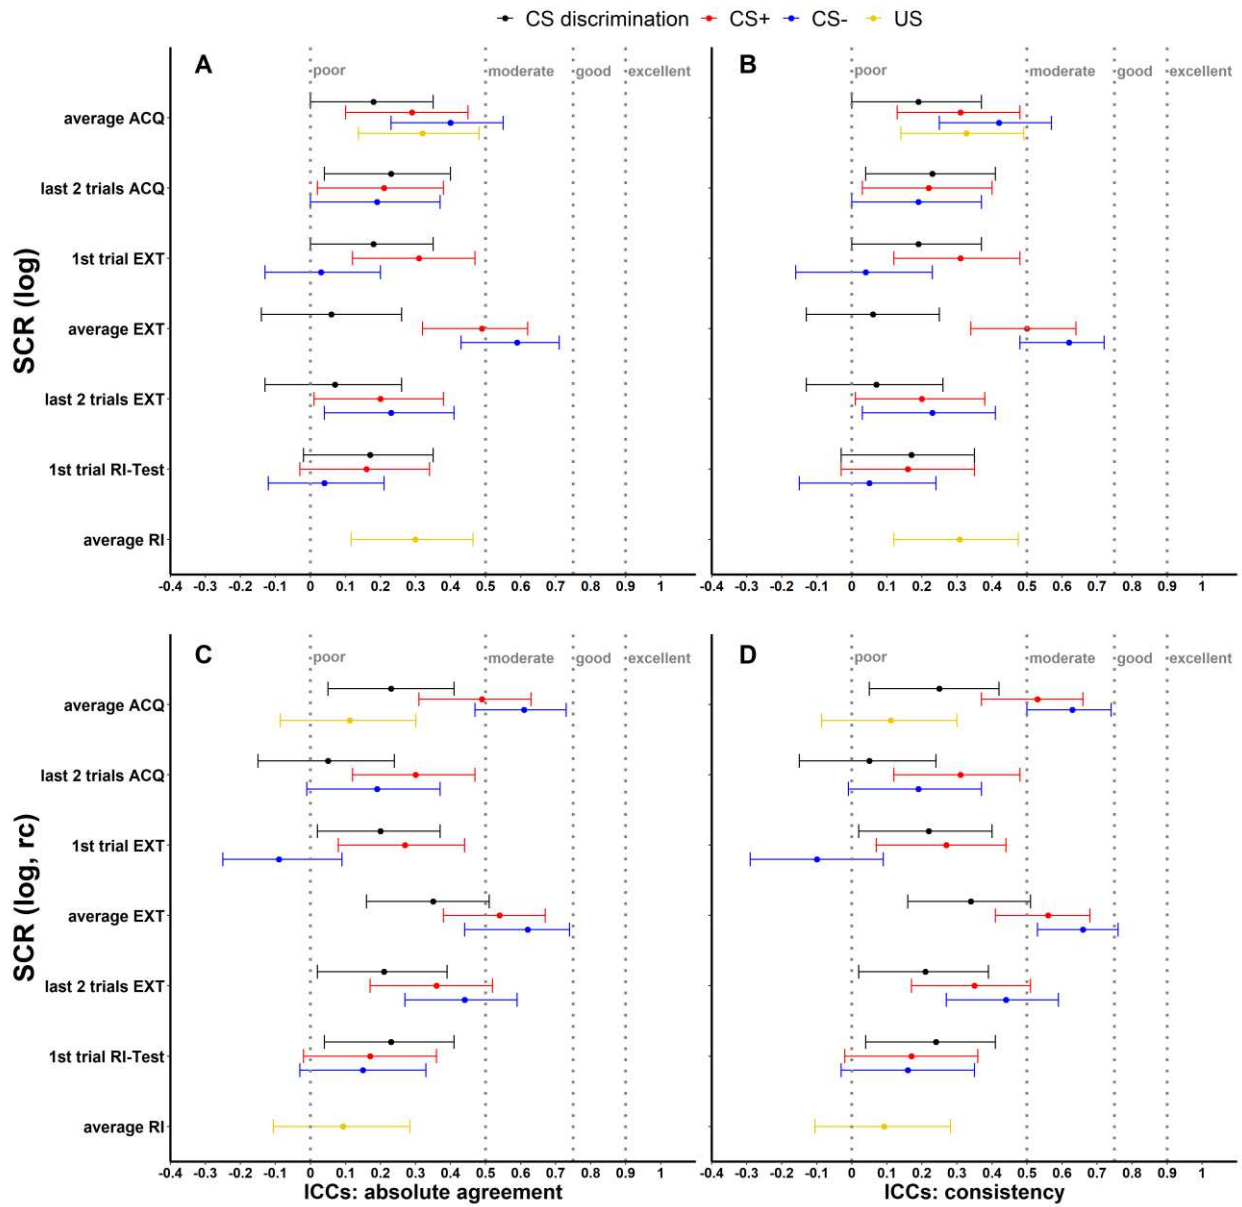 CS discrimination CS+ CS- US
A
poor moderate good excellent
average ACQ
last 2 trials ACQ
1st trial EXT
average EXT
last 2 trials EXT
1st trial RI-Test
average RI
SCR (log)
-0.4 -0.3 -0.2 -0.1 0 0.1 0.2 0.3 0.4 0.5 0.6 0.7 0.8 0.9 1
B
poor moderate good excellent
-0.4 -0.3 -0.2 -0.1 0 0.1 0.2 0.3 0.4 0.5 0.6 0.7 0.8 0.9 1
C
poor moderate good excellent
average ACQ
last 2 trials ACQ
1st trial EXT
average EXT
last 2 trials EXT
1st trial RI-Test
average RI
SCR (log, rc)
-0.4 -0.3 -0.2 -0.1 0 0.1 0.2 0.3 0.4 0.5 0.6 0.7 0.8 0.9 1
ICCs: absolute agreement
D
poor moderate good excellent
-0.4 -0.3 -0.2 -0.1 0 0.1 0.2 0.3 0.4 0.5 0.6 0.7 0.8 0.9 1
ICCs: consistency